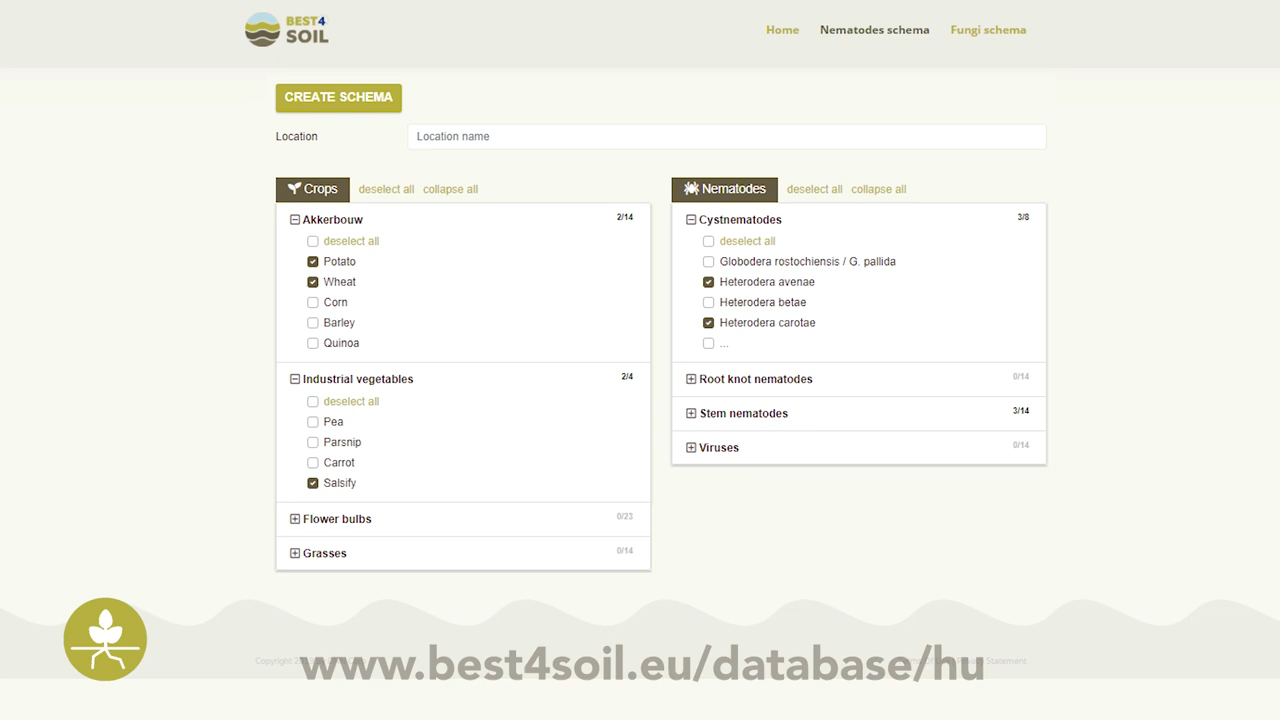 BEST4
SOIL
Home
Nematodes schema
Fungi schema
CREATE SCHEMA
Location
Location name
Crops
deselect all
collapse all
Akkerbouw
2/14
deselect all
Potato
Wheat
Corn
Barley
Quinoa
Industrial vegetables
2/4
deselect all
Pea
Parsnip
Carrot
Salsify
Flower bulbs
0/23
Grasses
0/14
Nematodes
deselect all
collapse all
Cystnematodes
3/8
deselect all
Globodera rostochiensis / G. pallida
Heterodera avenae
Heterodera betae
Heterodera carotae
...
Root knot nematodes
0/14
Stem nematodes
3/14
Viruses
0/14
Copyright
Statement
www.best4soil.eu/database/hu